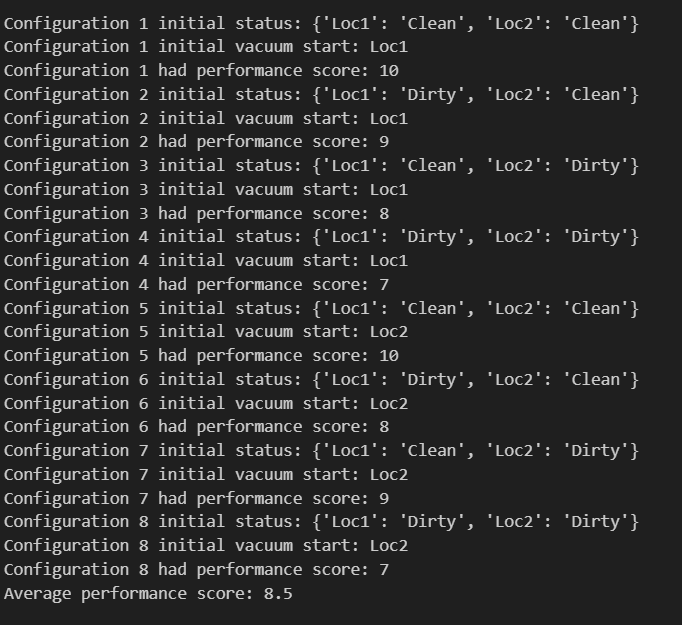 Configuration 1 initial status: {'Loc1': 'Clean', 'Loc2': 'Clean'}
Configuration 1 initial vacuum start: Loc1
Configuration 1 had performance score: 10
Configuration 2 initial status: {'Loc1': 'Dirty', 'Loc2': 'Clean'}
Configuration 2 initial vacuum start: Loc1
Configuration 2 had performance score: 9
Configuration 3 initial status: {'Loc1': 'Clean', 'Loc2': 'Dirty'}
Configuration 3 initial vacuum start: Loc1
Configuration 3 had performance score: 8
Configuration 4 initial status: {'Loc1': 'Dirty', 'Loc2': 'Dirty'}
Configuration 4 initial vacuum start: Loc1
Configuration 4 had performance score: 7
Configuration 5 initial status: {'Loc1': 'Clean', 'Loc2': 'Clean'}
Configuration 5 initial vacuum start: Loc2
Configuration 5 had performance score: 10
Configuration 6 initial status: {'Loc1': 'Dirty', 'Loc2': 'Clean'}
Configuration 6 initial vacuum start: Loc2
Configuration 6 had performance score: 8
Configuration 7 initial status: {'Loc1': 'Clean', 'Loc2': 'Dirty'}
Configuration 7 initial vacuum start: Loc2
Configuration 7 had performance score: 9
Configuration 8 initial status: {'Loc1': 'Dirty', 'Loc2': 'Dirty'}
Configuration 8 initial vacuum start: Loc2
Configuration 8 had performance score: 7
Average performance score: 8.5